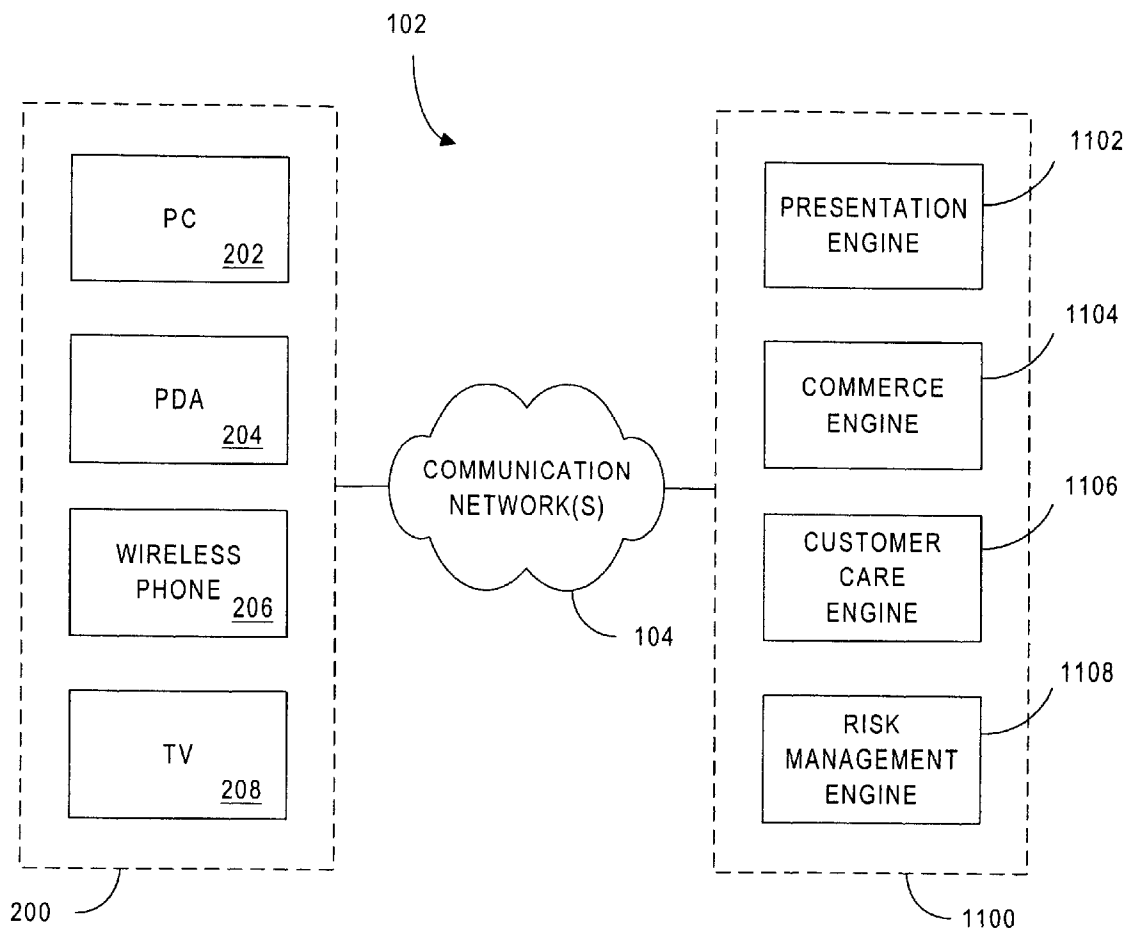 102
PC
202
PDA
204
WIRELESS
PHONE
206
TV
208
200
COMMUNICATION
NETWORK(S)
104
PRESENTATION
ENGINE
1102
COMMERCE
ENGINE
1104
CUSTOMER
CARE
ENGINE
1106
RISK
MANAGEMENT
ENGINE
1108
1100